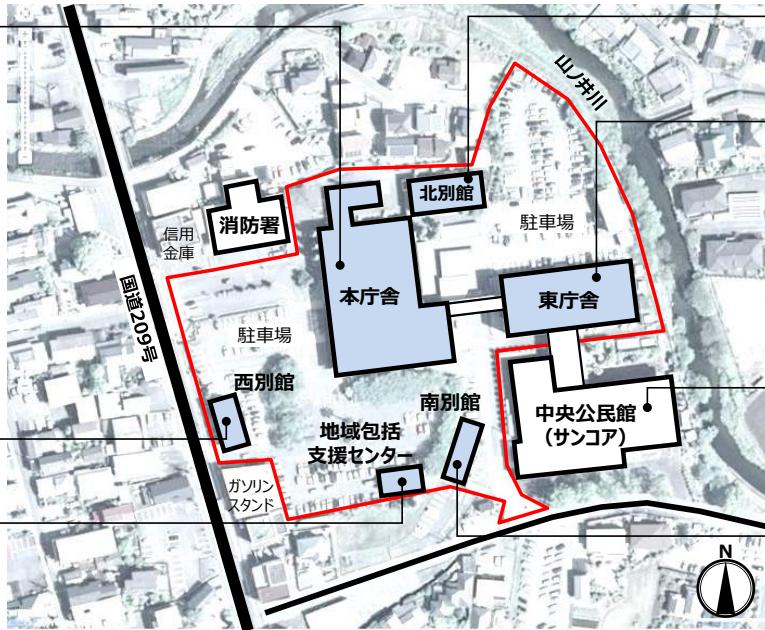 山ノ井川
北別館
消防署
駐車場
信用
金庫
国道209号
本庁舎
東庁舎
駐車場
西別館
南別館
中央公民館
（サンコア）
地域包括
支援センター
ガソリン
スタンド
N